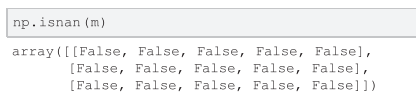 np.isnan(m)
array([[False, False, False, False, False],
       [False, False, False, False, False],
       [False, False, False, False, False]])